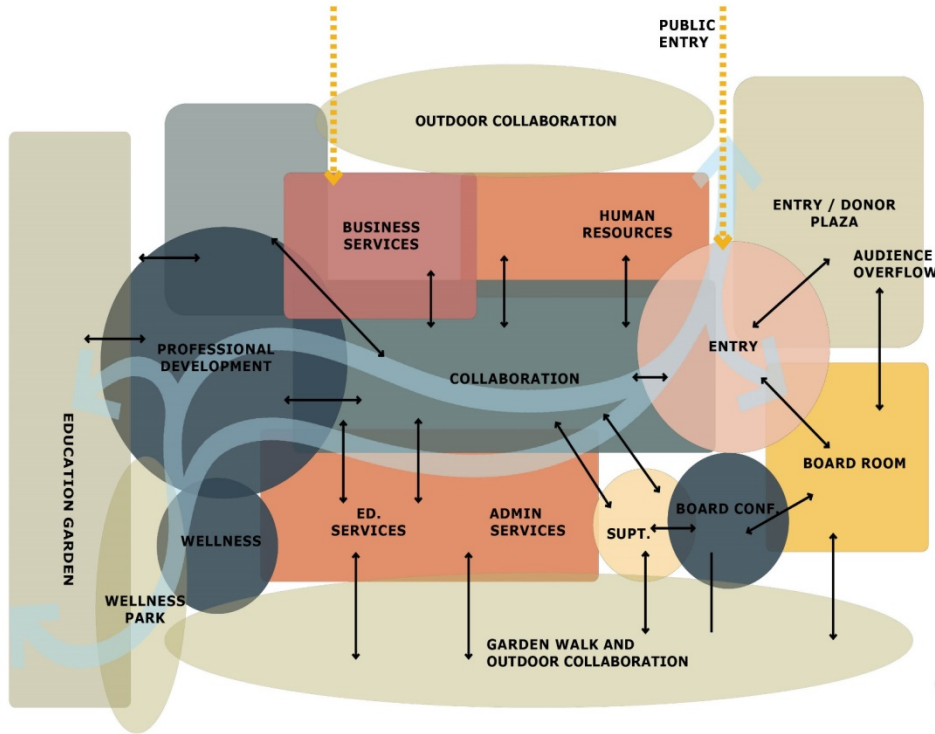 PUBLIC
ENTRY
OUTDOOR COLLABORATION
BUSINESS
SERVICES
HUMAN
RESOURCES
ENTRY / DONOR
PLAZA
AUDIENCE
OVERFLOW
PROFESSIONAL
DEVELOPMENT
COLLABORATION
ENTRY
EDUCATION GARDEN
BOARD ROOM
ED.
SERVICES
ADMIN
SERVICES
SUPT.
BOARD CONF.
WELLNESS
WELLNESS
PARK
GARDEN WALK AND
OUTDOOR COLLABORATION